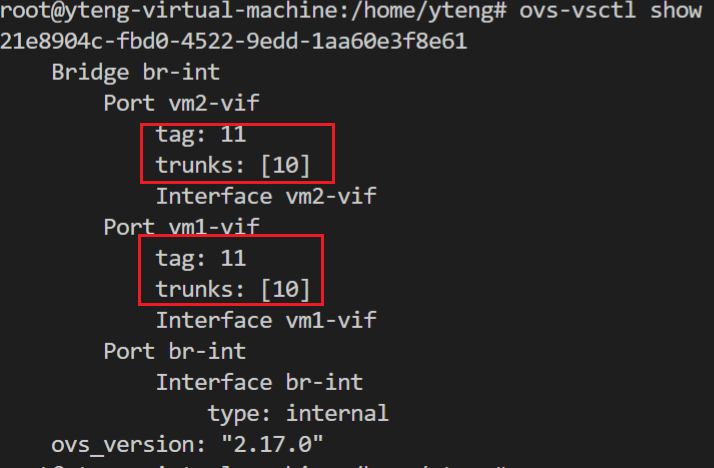 root@yteng-virtual-machine:/home/yteng# ovs-vsctl show
21e8904c-fbd0-4522-9edd-1aa60e3f8e61
    Bridge br-int
        Port vm2-vif
            tag: 11
            trunks: [10]
            Interface vm2-vif
        Port vm1-vif
            tag: 11
            trunks: [10]
            Interface vm1-vif
        Port br-int
            Interface br-int
                type: internal
    ovs_version: "2.17.0"